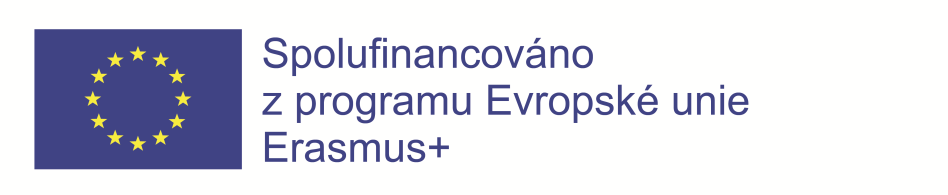 Spolufinancováno
z programu Evropské unie
Erasmus+